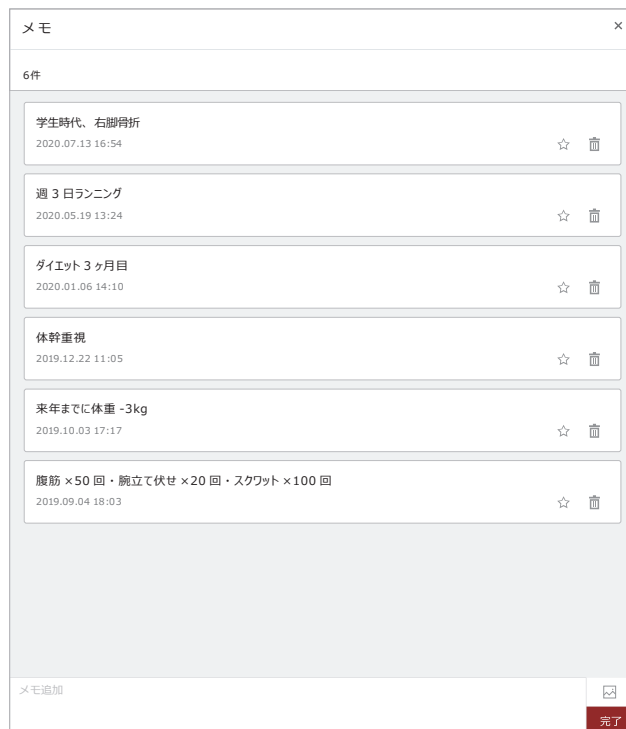 メモ
×
6件
学生時代、右脚骨折
2020.07.13 16:54
週 3 日ランニング
2020.05.19 13:24
ダイエット 3 ヶ月目
2020.01.06 14:10
体幹重視
2019.12.22 11:05
来年までに体重 -3kg
2019.10.03 17:17
腹筋 ×50 回・腕立て伏せ ×20 回・スクワット ×100 回
2019.09.04 18:03
メモ追加
完了